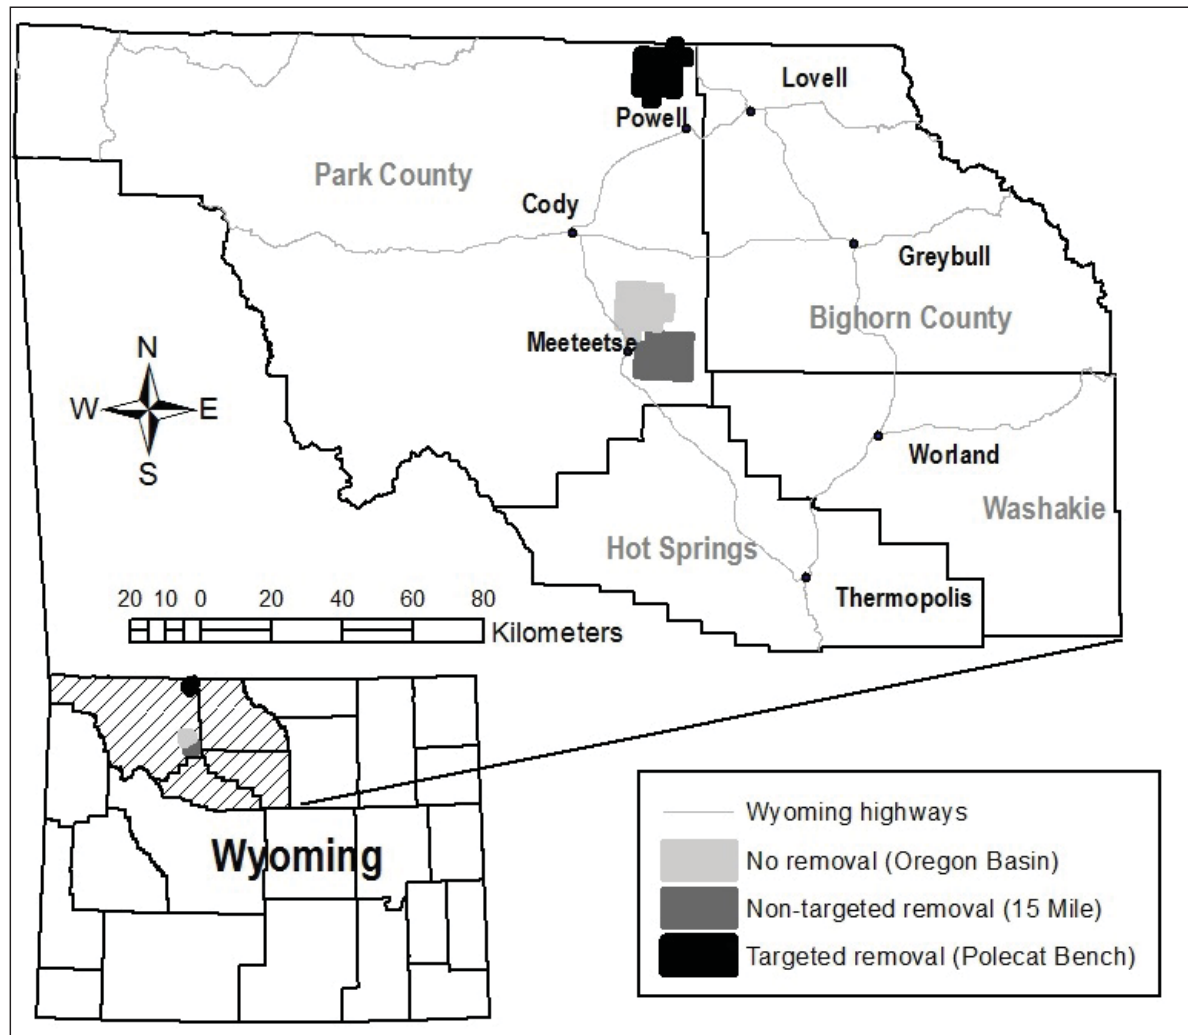 Lovell
Powell
Park County
Cody
Greybull
Bighorn County
Meeteetse
N
W E
S
Worland
Washakie
Hot Springs
Thermopolis
20 10 0 20 40 60 80
Kilometers
Wyoming
Wyoming highways
No removal (Oregon Basin)
Non-targeted removal (15 Mile)
Targeted removal (Polecat Bench)